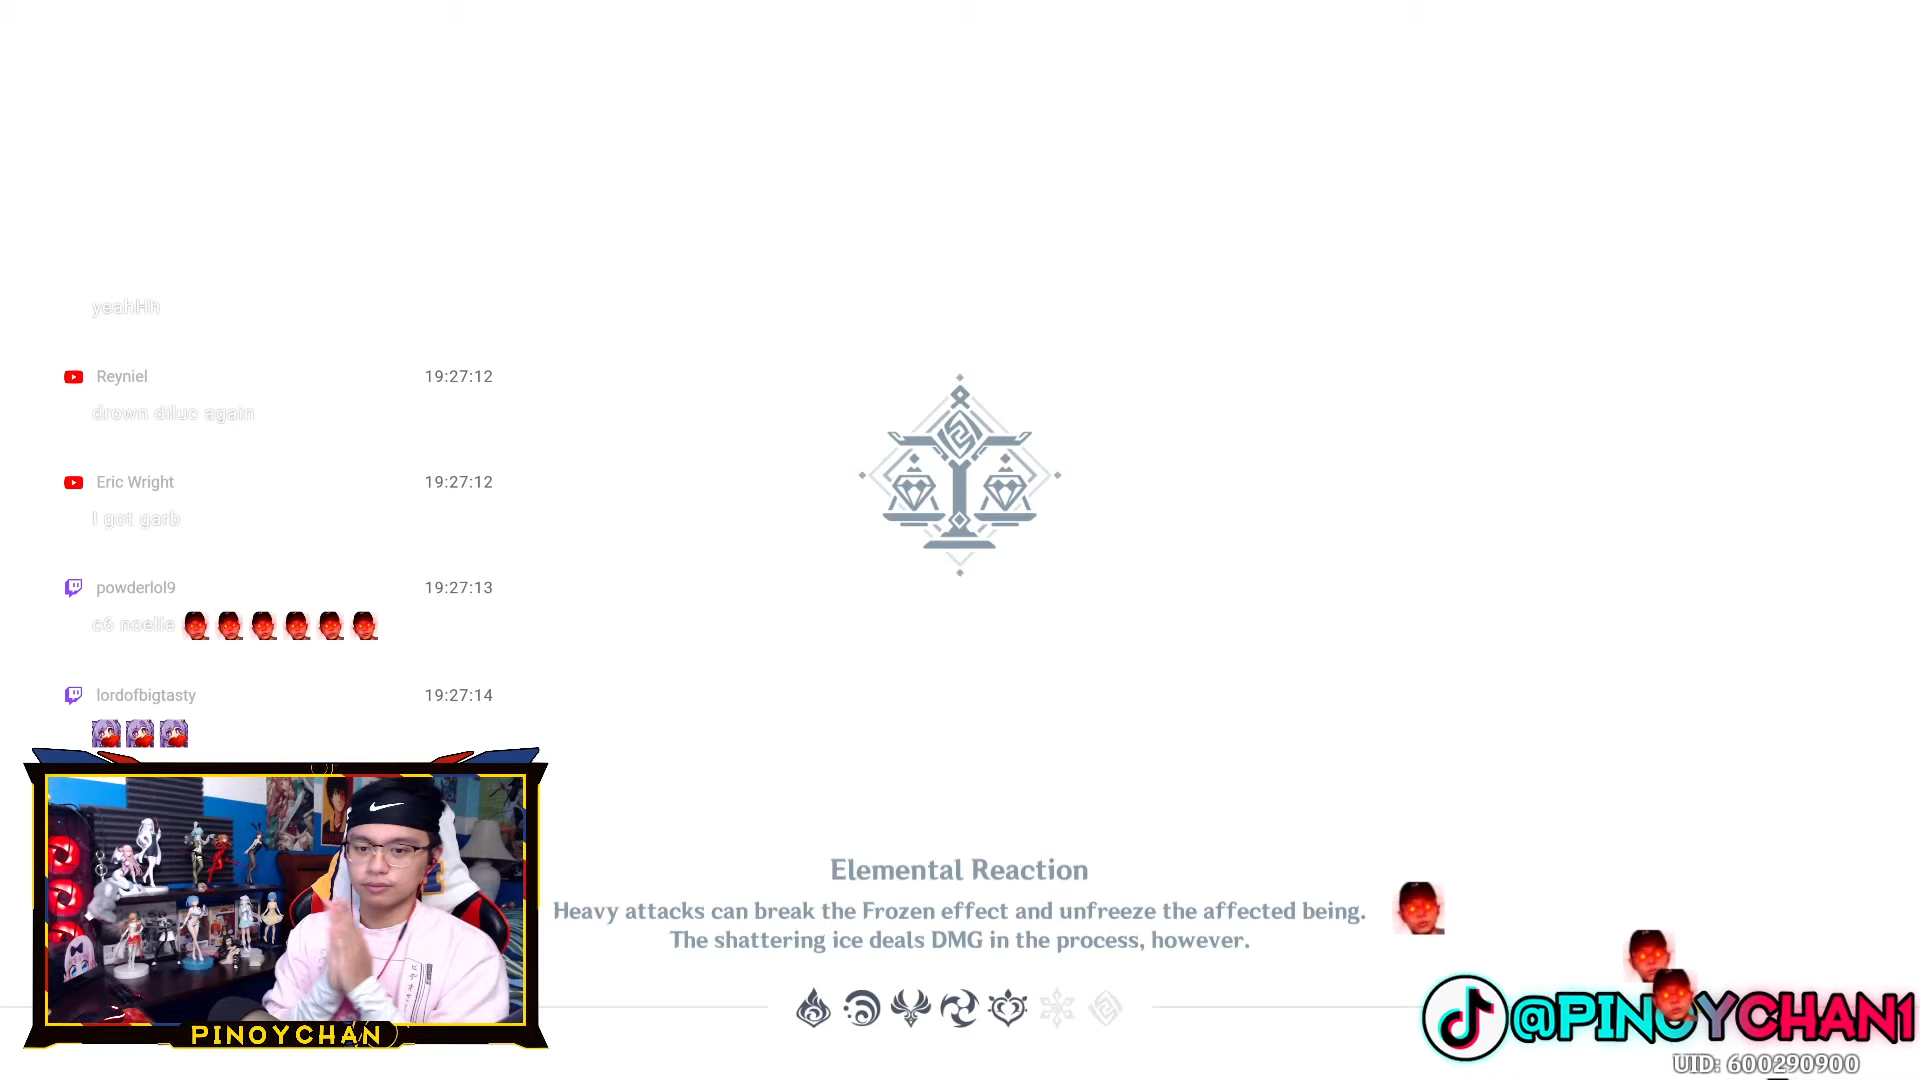 yeahHh
Reyniel 19:27:12
drown diluc again
Eric Wright 19:27:12
I got garb
powderlol9 19:27:13
c6 noelle
lordofbigtasty 19:27:14
PINOYCHAN
Elemental Reaction
Heavy attacks can break the Frozen effect and unfreeze the affected being.
The shattering ice deals DMG in the process, however.
@PINOYCHAN1
UID: 600290900